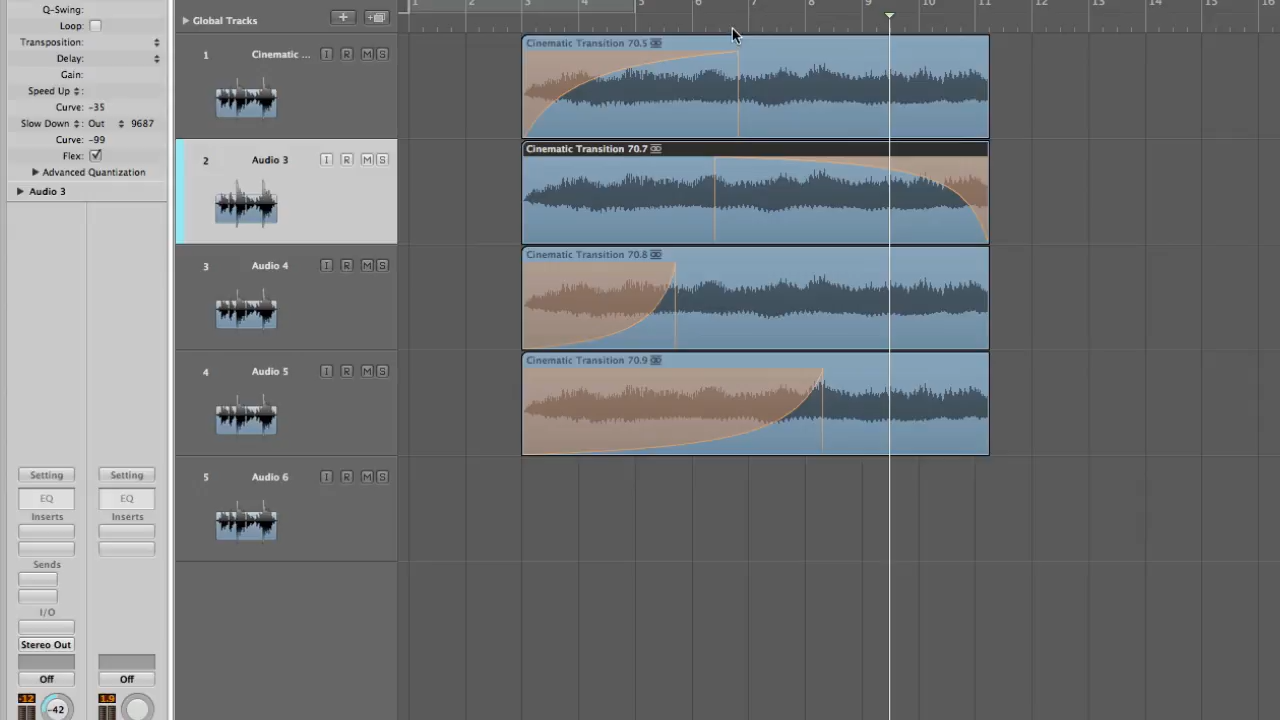 Q-Swing:
Loop:
Transposition:
Delay:
Gain:
Speed Up :
Curve: -35
Slow Down : Out 9687
Curve: -99
Flex:
Advanced Quantization
Audio 3
Setting Setting
EQ EQ
Inserts Inserts
Sends
I/O
Stereo Out
Off Off
-12 -42 1.9
Global Tracks
1 2 3 4 5 6 7 8 9 10 11 12 13 14 15 16
1 Cinematic ... I R M S
2 Audio 3 I R M S
3 Audio 4 I R M S
4 Audio 5 I R M S
5 Audio 6 I R M S
Cinematic Transition 70.5
Cinematic Transition 70.7
Cinematic Transition 70.8
Cinematic Transition 70.9